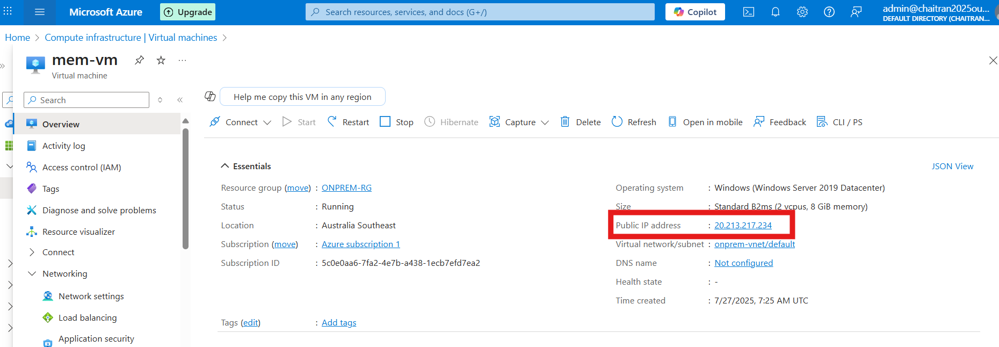 Microsoft Azure
Upgrade
Search resources, services, and docs (G+/)
Copilot
admin@chaitran2025ou...
DEFAULT DIRECTORY (CHAITRAN...
Home > Compute infrastructure | Virtual machines >
mem-vm
Virtual machine
Search
Overview
Activity log
Access control (IAM)
Tags
Diagnose and solve problems
Resource visualizer
Connect
Networking
Network settings
Load balancing
Application security
Help me copy this VM in any region
Connect Start Restart Stop Hibernate Capture Delete Refresh Open in mobile Feedback CLI / PS
Essentials
JSON View
Resource group (move) : ONPREM-RG
Status : Running
Location : Australia Southeast
Subscription (move) : Azure subscription 1
Subscription ID : 5c0e0aa6-7fa2-4e7b-a438-1ecb7efd7ea2
Operating system : Windows (Windows Server 2019 Datacenter)
Size : Standard B2ms (2 vcpus, 8 GiB memory)
Public IP address : 20.213.217.234
Virtual network/subnet : onprem-vnet/default
DNS name : Not configured
Health state : -
Time created : 7/27/2025, 7:25 AM UTC
Tags (edit) : Add tags